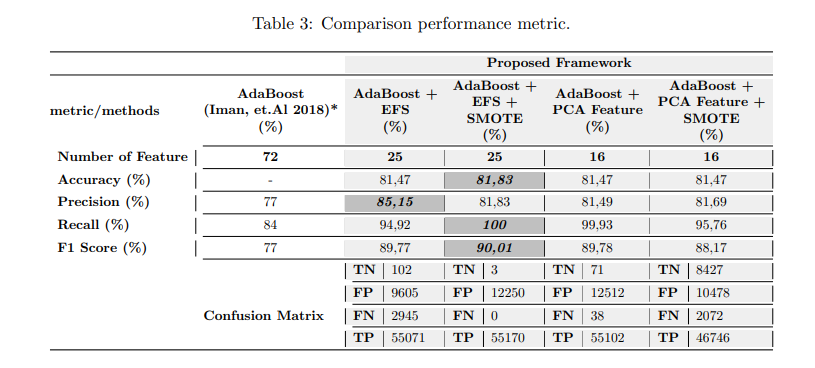 Table 3: Comparison performance metric.
Proposed Framework
metric/methods AdaBoost (Iman, et.Al 2018)* (%) AdaBoost + EFS (%) AdaBoost + EFS + SMOTE (%) AdaBoost + PCA Feature (%) AdaBoost + PCA Feature + SMOTE (%)
Number of Feature 72 25 25 16 16
Accuracy (%) - 81,47 81,83 81,47 81,47
Precision (%) 77 85,15 81,83 81,49 81,69
Recall (%) 84 94,92 100 99,93 95,76
F1 Score (%) 77 89,77 90,01 89,78 88,17
TN 102 TN 3 TN 71 TN 8427
FP 9605 FP 12250 FP 12512 FP 10478
Confusion Matrix FN 2945 FN 0 FN 38 FN 2072
TP 55071 TP 55170 TP 55102 TP 46746